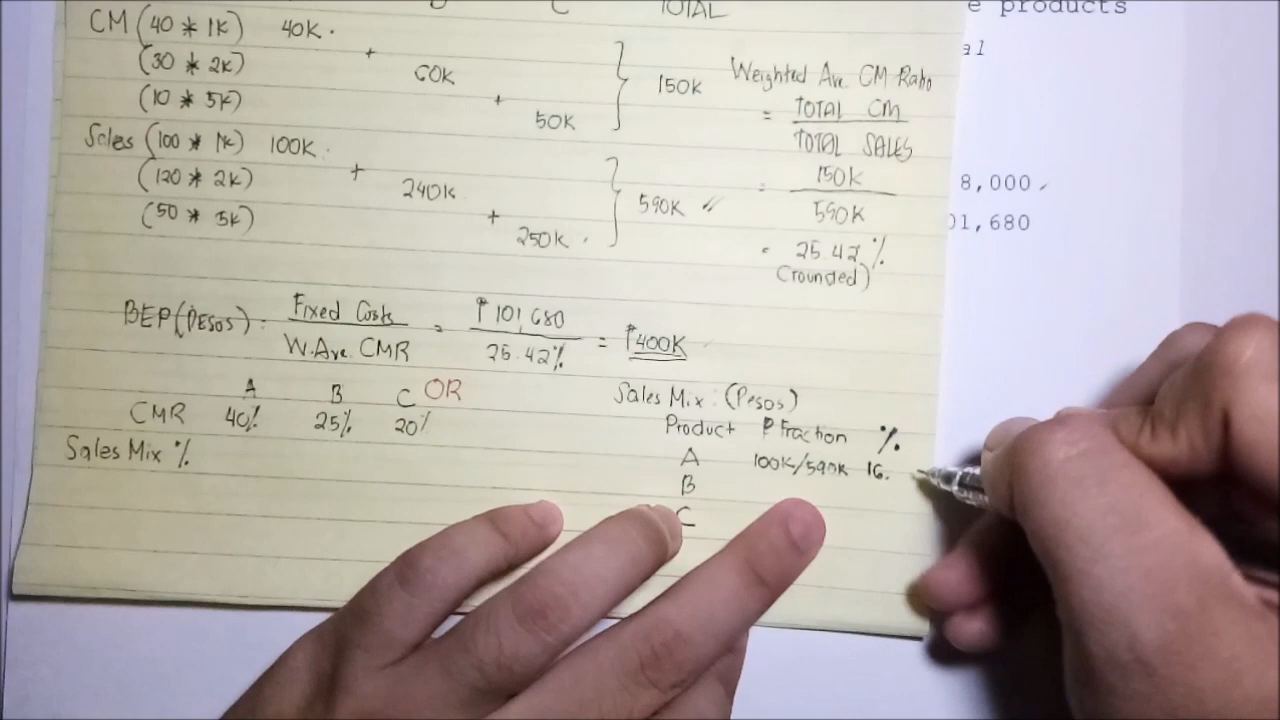 C TOTAL
CM (40 * 1K) 40K.
(30 * 2K) + 60K
(10 * 5K) + 50K } 150K
Sales (100 * 1K) 100K.
(120 * 2K) + 240K
(50 * 5K) + 250K. } 590K
Weighted Ave. CM Ratio
= TOTAL CM
TOTAL SALES
= 150K
590K
= 25.42%
(rounded)
BEP (PESOS) = Fixed Costs = ₱101,680 = ₱400K
W.Ave. CMR 25.42%
A B C OR
CMR 40% 25% 20%
Sales Mix %
Sales Mix: (Pesos)
Product ₱ Fraction %
A 100K/590K 16.
B
C
e products
al
8,000
01,680